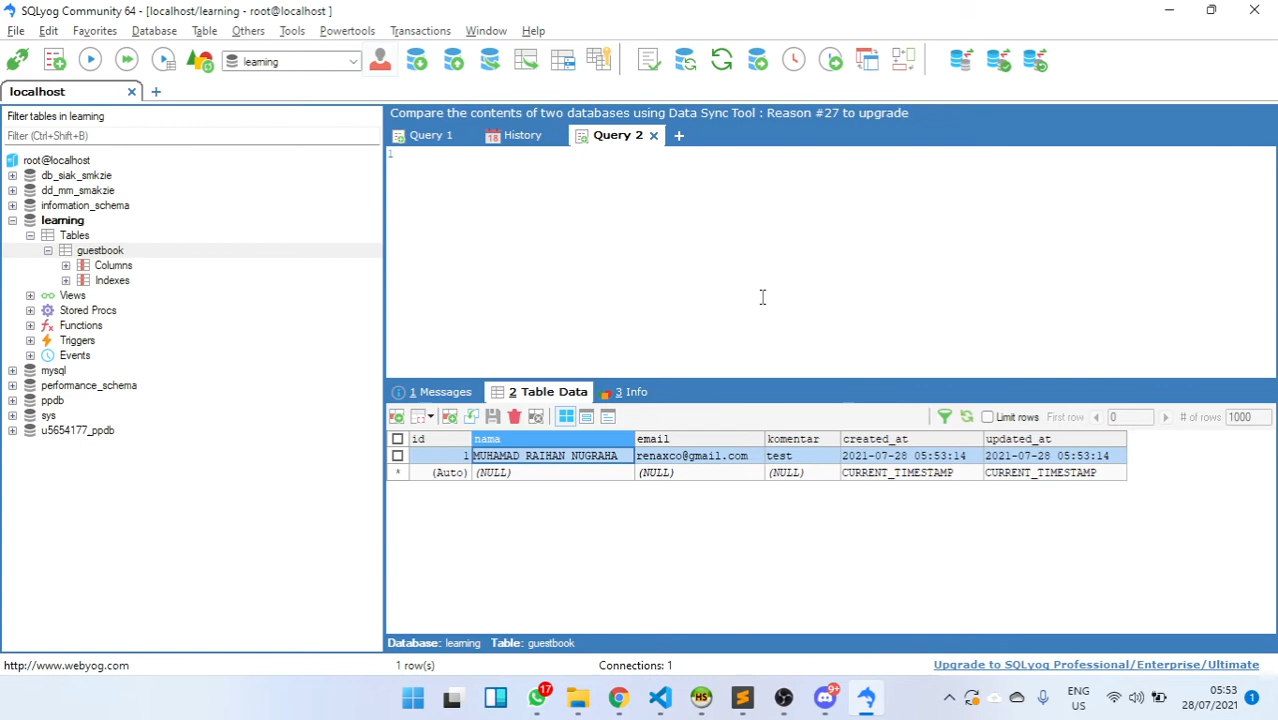 SQLyog Community 64 - [localhost/learning - root@localhost ]
File Edit Favorites Database Table Others Tools Powertools Transactions Window Help
learning
localhost
Filter tables in learning
Filter (Ctrl+Shift+B)
root@localhost
db_siak_smkzie
dd_mm_smakzie
information_schema
learning
Tables
guestbook
Columns
Indexes
Views
Stored Procs
Functions
Triggers
Events
mysql
performance_schema
ppdb
sys
u5654177_ppdb
Compare the contents of two databases using Data Sync Tool : Reason #27 to upgrade
Query 1 18 History Query 2
1
1 Messages 2 Table Data 3 Info
Limit rows First row 0 # of rows 1000
id nama email komentar created_at updated_at
1 MUHAMAD RAIHAN NUGRAHA renaxco@gmail.com test 2021-07-28 05:53:14 2021-07-28 05:53:14
* (Auto) (NULL) (NULL) (NULL) CURRENT_TIMESTAMP CURRENT_TIMESTAMP
Database: learning Table: guestbook
http://www.webyog.com 1 row(s) Connections: 1 Upgrade to SQLyog Professional/Enterprise/Ultimate
17 HS 9+ ENG 05:53
US 28/07/2021 1